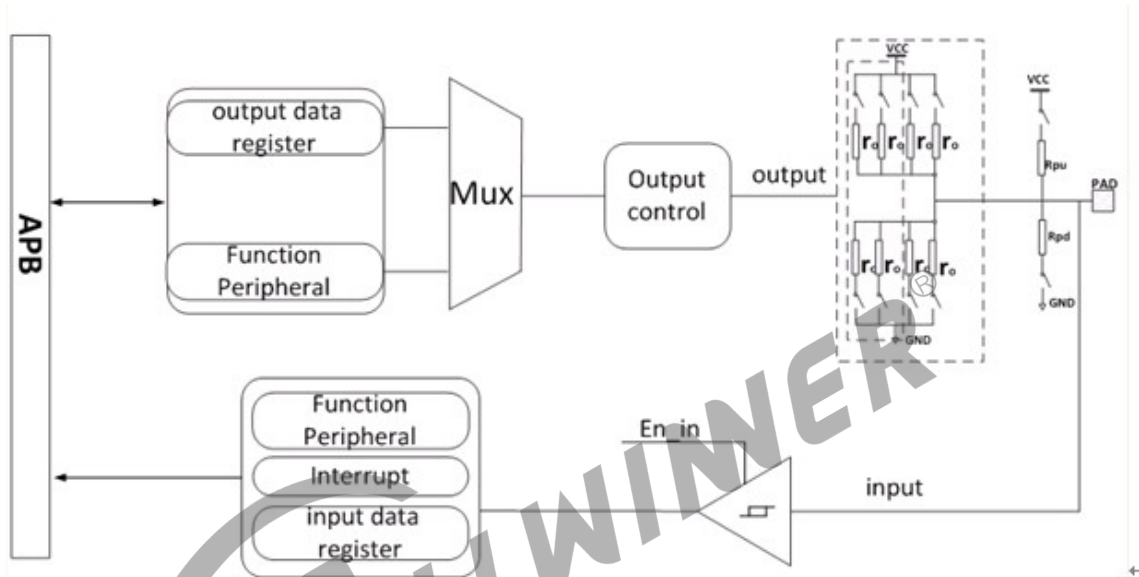 APB
output data
register
Function
Peripheral
Mux
Output
control
output
VCC
ro ro ro ro
ro ro ro ro
GND
VCC
Rpu
PAD
Rpd
GND
Function
Peripheral
Interrupt
input data
register
En_in
input
WINNER
®